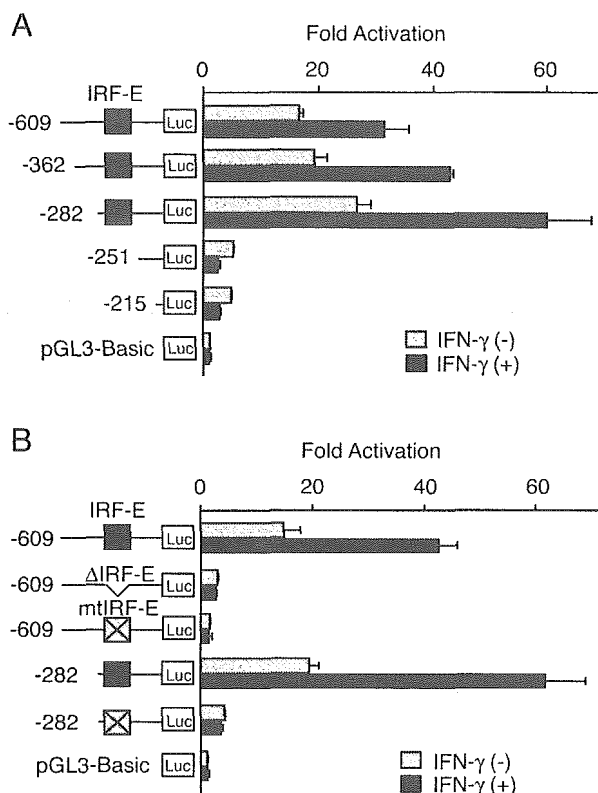 A
Fold Activation
0 20 40 60
IRF-E
-609 Luc
-362 Luc
-282 Luc
-251 Luc
-215 Luc
pGL3-Basic Luc
IFN-γ (-)
IFN-γ (+)
B
Fold Activation
0 20 40 60
IRF-E
-609 Luc
ΔIRF-E
-609 Luc
mtIRF-E
-609 Luc
-282 Luc
-282 Luc
pGL3-Basic Luc
IFN-γ (-)
IFN-γ (+)